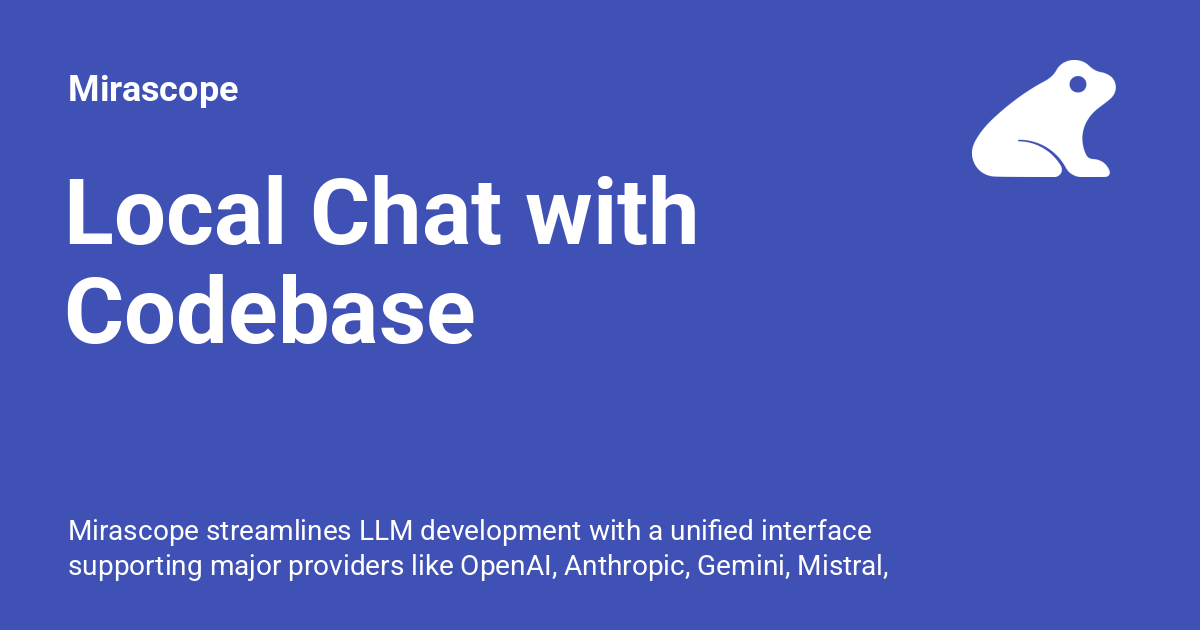 Mirascope
Local Chat with
Codebase
Mirascope streamlines LLM development with a unified interface
supporting major providers like OpenAI, Anthropic, Gemini, Mistral,